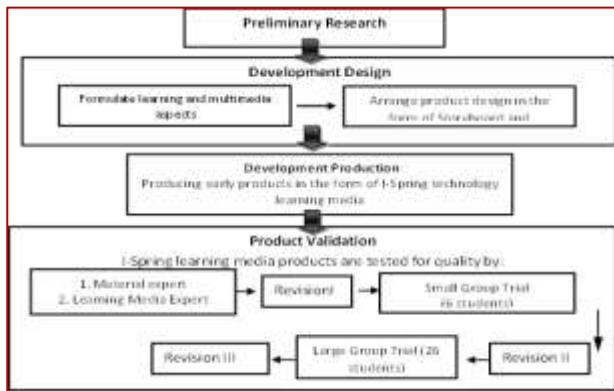 Preliminary Research
Development Design
Formulate learning and multimedia
aspects
Arrange product design in the
form of Storyboard and
Development Production
Producing early products in the form of I-Spring technology
learning media
Product Validation
I-Spring learning media products are tested for quality by:
1. Material expert
2. Learning Media Expert
RevisionI
Small Group Trial
(6 students)
Revision III
Large Group Trial (26
students)
Revision II